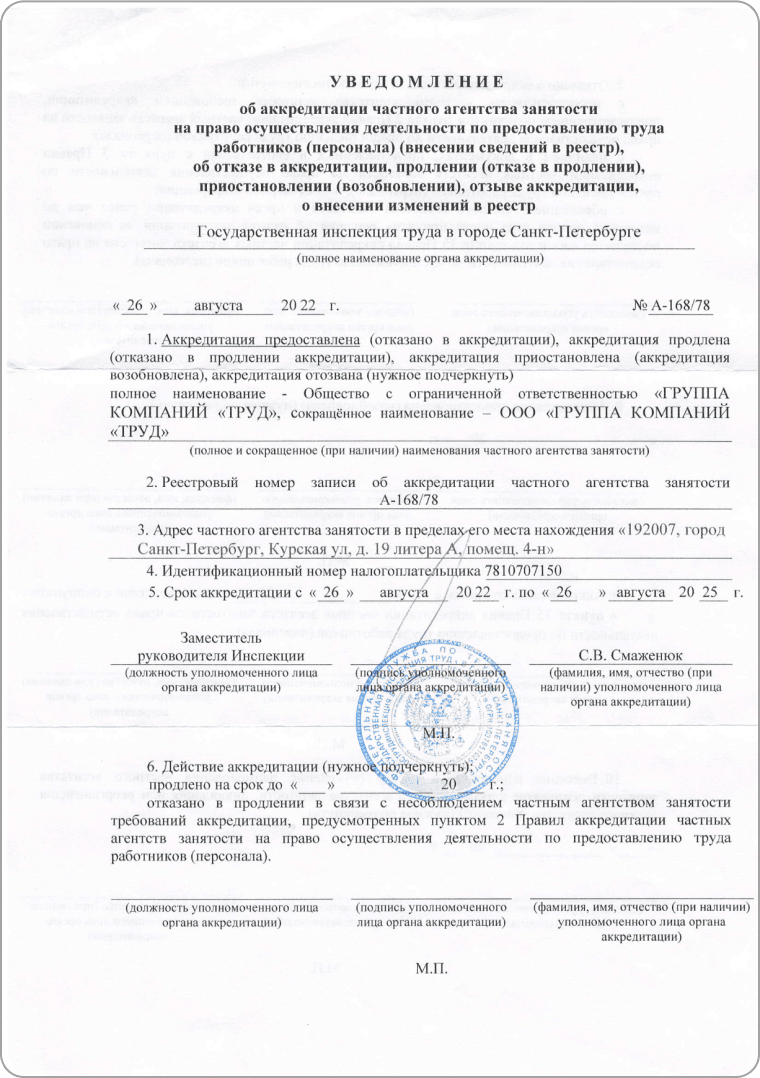 У В Е Д О М Л Е Н И Е
об аккредитации частного агентства занятости
на право осуществления деятельности по предоставлению труда
работников (персонала) (внесении сведений в реестр),
об отказе в аккредитации, продлении (отказе в продлении),
приостановлении (возобновлении), отзыве аккредитации,
о внесении изменений в реестр
Государственная инспекция труда в городе Санкт-Петербурге
(полное наименование органа аккредитации)
« 26 » августа 20 22 г. № А-168/78
1. Аккредитация предоставлена (отказано в аккредитации), аккредитация продлена
(отказано в продлении аккредитации), аккредитация приостановлена (аккредитация
возобновлена), аккредитация отозвана (нужное подчеркнуть)
полное наименование - Общество с ограниченной ответственностью «ГРУППА
КОМПАНИЙ «ТРУД», сокращённое наименование – ООО «ГРУППА КОМПАНИЙ
«ТРУД»
(полное и сокращенное (при наличии) наименования частного агентства занятости)
2. Реестровый номер записи об аккредитации частного агентства занятости
А-168/78
3. Адрес частного агентства занятости в пределах его места нахождения «192007, город
Санкт-Петербург, Курская ул, д. 19 литера А, помещ. 4-н»
4. Идентификационный номер налогоплательщика 7810707150
5. Срок аккредитации с « 26 » августа 20 22 г. по « 26 » августа 20 25 г.
Заместитель
руководителя Инспекции С.В. Смаженюк
(должность уполномоченного лица (подпись уполномоченного (фамилия, имя, отчество (при
органа аккредитации) лица органа аккредитации) наличии) уполномоченного лица
органа аккредитации)
М.П.
6. Действие аккредитации (нужное подчеркнуть):
продлено на срок до « » 20 г.;
отказано в продлении в связи с несоблюдением частным агентством занятости
требований аккредитации, предусмотренных пунктом 2 Правил аккредитации частных
агентств занятости на право осуществления деятельности по предоставлению труда
работников (персонала).
(должность уполномоченного лица (подпись уполномоченного (фамилия, имя, отчество (при наличии)
органа аккредитации) лица органа аккредитации) уполномоченного лица органа
аккредитации)
М.П.